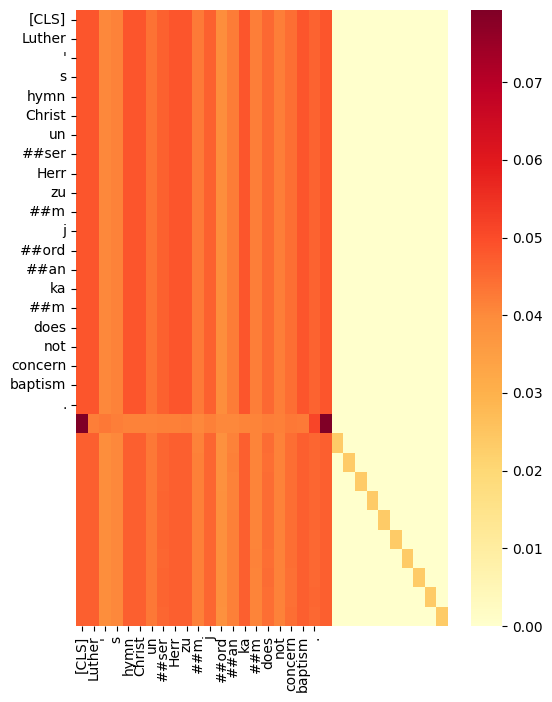 [CLS]
Luther
'
s
hymn
Christ
un
##ser
Herr
zu
##m
j
##ord
##an
ka
##m
does
not
concern
baptism
.
0.07
0.06
0.05
0.04
0.03
0.02
0.01
0.00
[CLS]
Luther
'
s
hymn
Christ
un
##ser
Herr
zu
##m
j
##ord
##an
ka
##m
does
not
concern
baptism
.